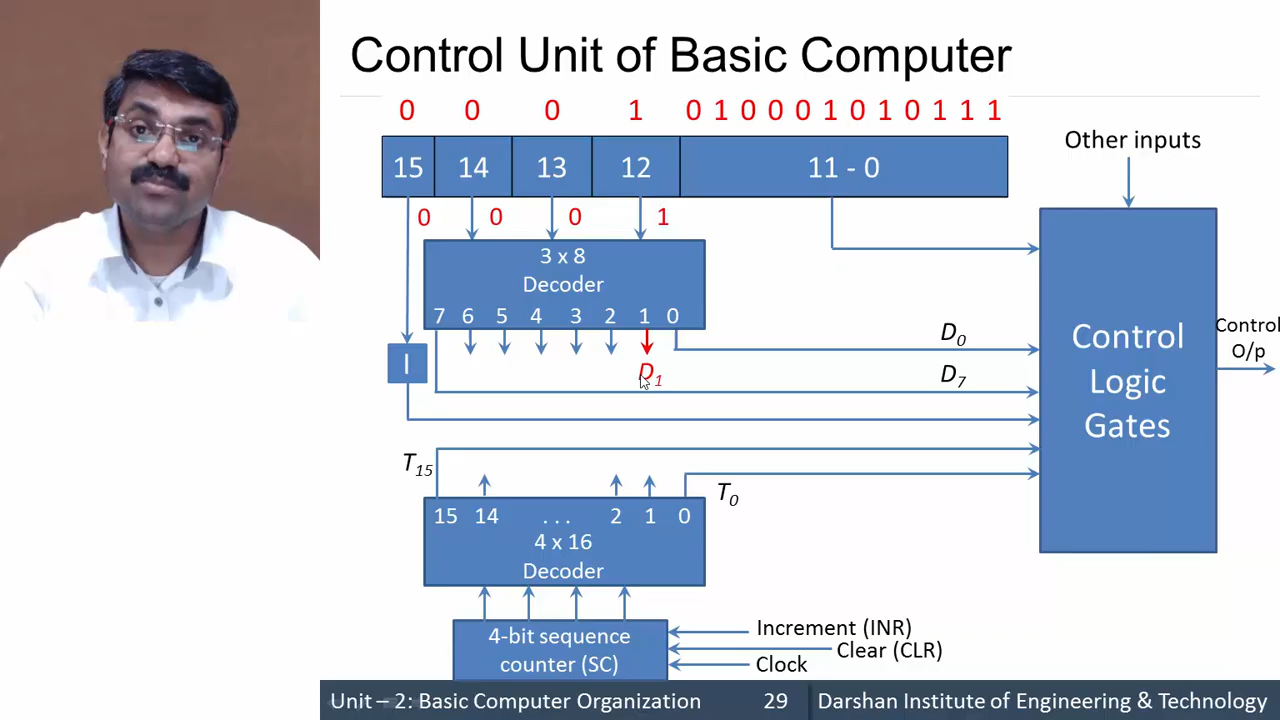 Control Unit of Basic Computer
0 0 0 1 0 1 0 0 0 1 0 1 0 1 1 1
15 14 13 12 11 - 0
Other inputs
0 0 0 1
3 x 8
Decoder
7 6 5 4 3 2 1 0
I
D1
D0
D7
Control
Logic
Gates
Control
O/p
T15
T0
15 14 . . . 2 1 0
4 x 16
Decoder
4-bit sequence
counter (SC)
Increment (INR)
Clear (CLR)
Clock
Unit – 2: Basic Computer Organization 29 Darshan Institute of Engineering & Technology